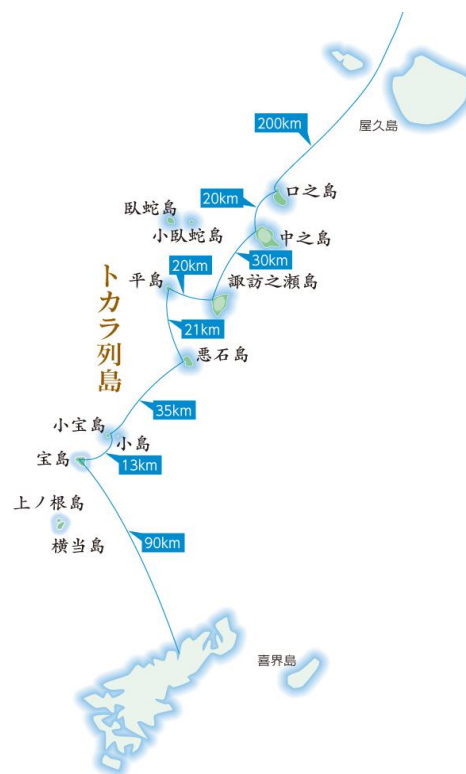 200km
屋久島
口之島
20km
臥蛇島
小臥蛇島
中之島
30km
諏訪之瀬島
20km
平島
トカラ列島
21km
悪石島
35km
小宝島
小島
宝島
13km
上ノ根島
横当島
90km
喜界島